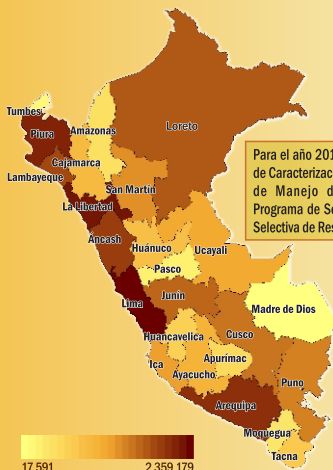 Tumbes
Piura
Amazonas
Loreto
Cajamarca
Lambayeque
San Martín
La Libertad
Ancash
Huánuco
Ucayali
Pasco
Lima
Junín
Madre de Dios
Huancavelica
Cusco
Ica
Apurímac
Ayacucho
Puno
Arequipa
Moquegua
Tacna
Para el año 201
de Caracterizac
de Manejo d
Programa de Se
Selectiva de Res
17 591
2 359 179